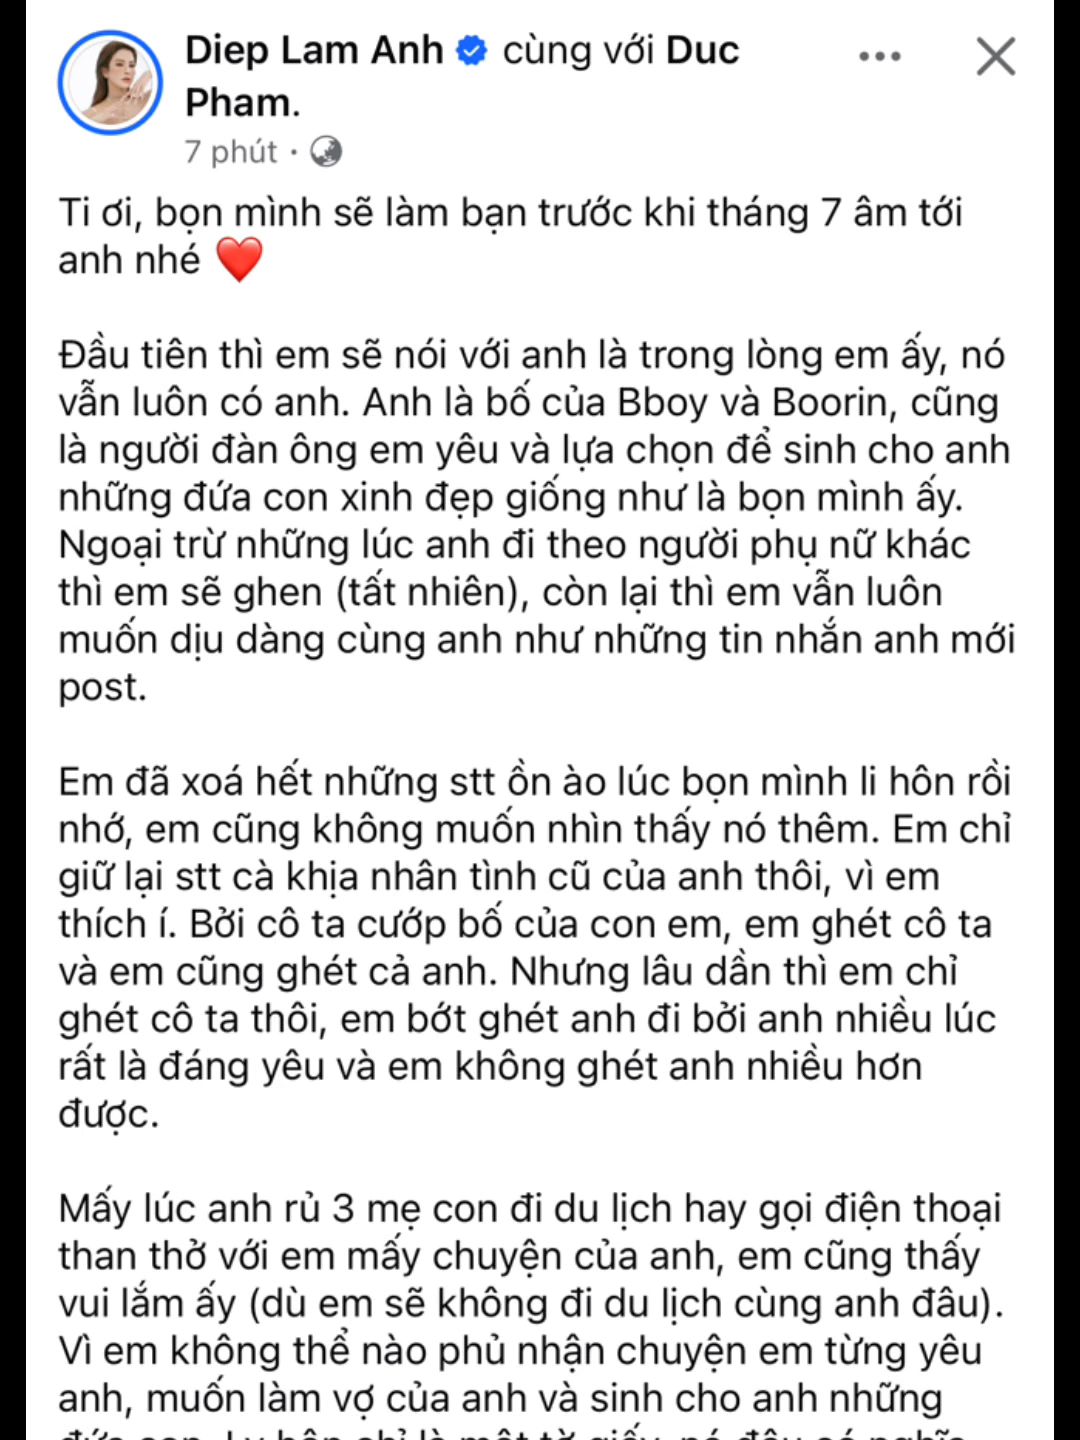 Diep Lam Anh cùng với Duc
Pham.
7 phút ·
Ti ơi, bọn mình sẽ làm bạn trước khi tháng 7 âm tới
anh nhé ❤️
Đầu tiên thì em sẽ nói với anh là trong lòng em ấy, nó
vẫn luôn có anh. Anh là bố của Bboy và Boorin, cũng
là người đàn ông em yêu và lựa chọn để sinh cho anh
những đứa con xinh đẹp giống như là bọn mình ấy.
Ngoại trừ những lúc anh đi theo người phụ nữ khác
thì em sẽ ghen (tất nhiên), còn lại thì em vẫn luôn
muốn dịu dàng cùng anh như những tin nhắn anh mới
post.
Em đã xoá hết những stt ồn ào lúc bọn mình li hôn rồi
nhớ, em cũng không muốn nhìn thấy nó thêm. Em chỉ
giữ lại stt cà khịa nhân tình cũ của anh thôi, vì em
thích í. Bởi cô ta cướp bố của con em, em ghét cô ta
và em cũng ghét cả anh. Nhưng lâu dần thì em chỉ
ghét cô ta thôi, em bớt ghét anh đi bởi anh nhiều lúc
rất là đáng yêu và em không ghét anh nhiều hơn
được.
Mấy lúc anh rủ 3 mẹ con đi du lịch hay gọi điện thoại
than thở với em mấy chuyện của anh, em cũng thấy
vui lắm ấy (dù em sẽ không đi du lịch cùng anh đâu).
Vì em không thể nào phủ nhận chuyện em từng yêu
anh, muốn làm vợ của anh và sinh cho anh những